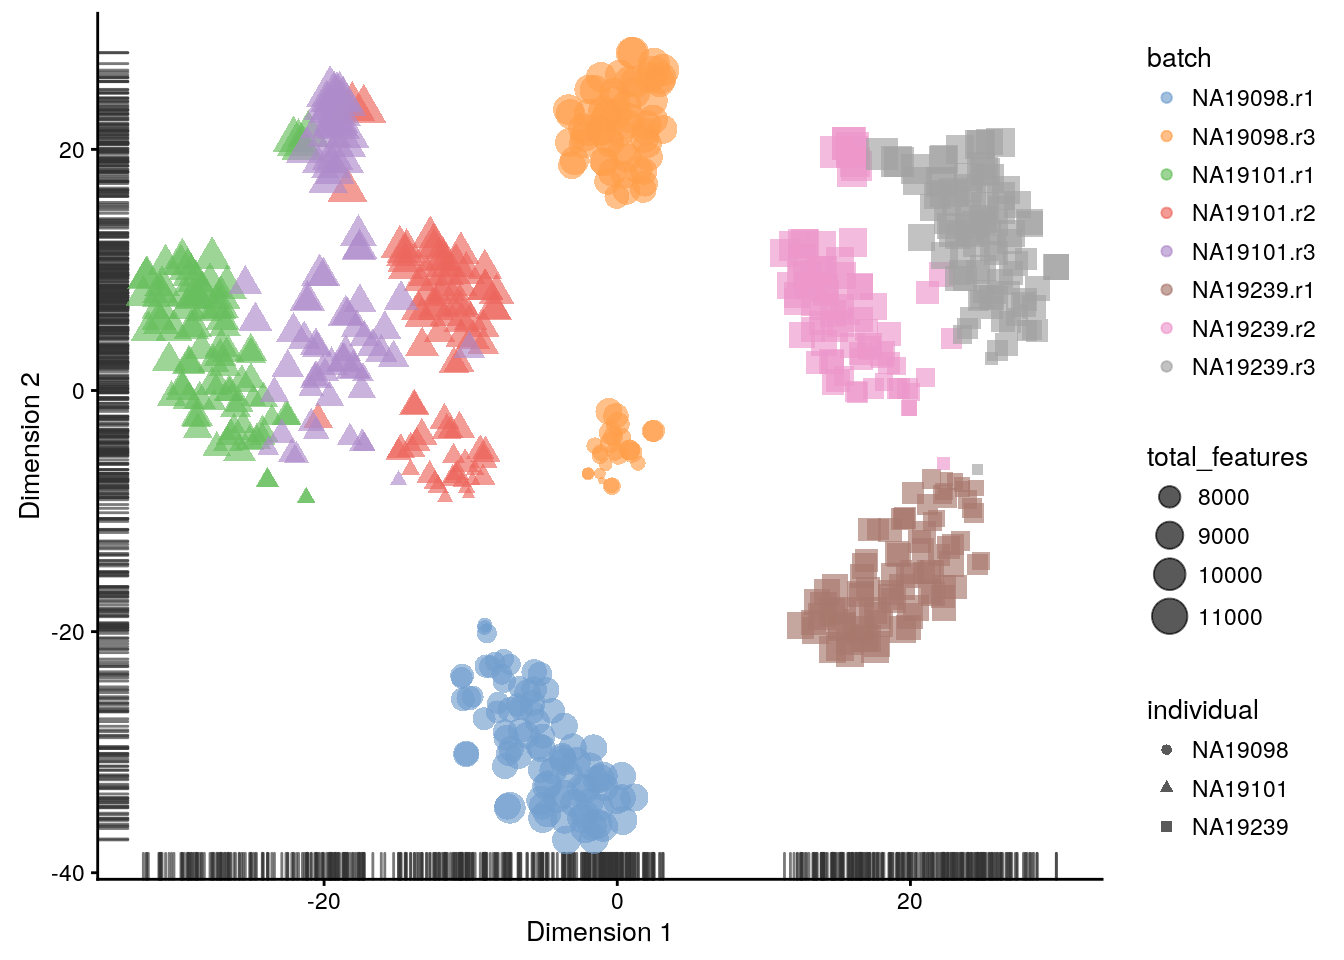 batch
NA19098.r1
NA19098.r3
NA19101.r1
NA19101.r2
NA19101.r3
NA19239.r1
NA19239.r2
NA19239.r3
total_features
8000
9000
10000
11000
individual
NA19098
NA19101
NA19239
Dimension 2
20
0
-20
-40
-20
0
20
Dimension 1